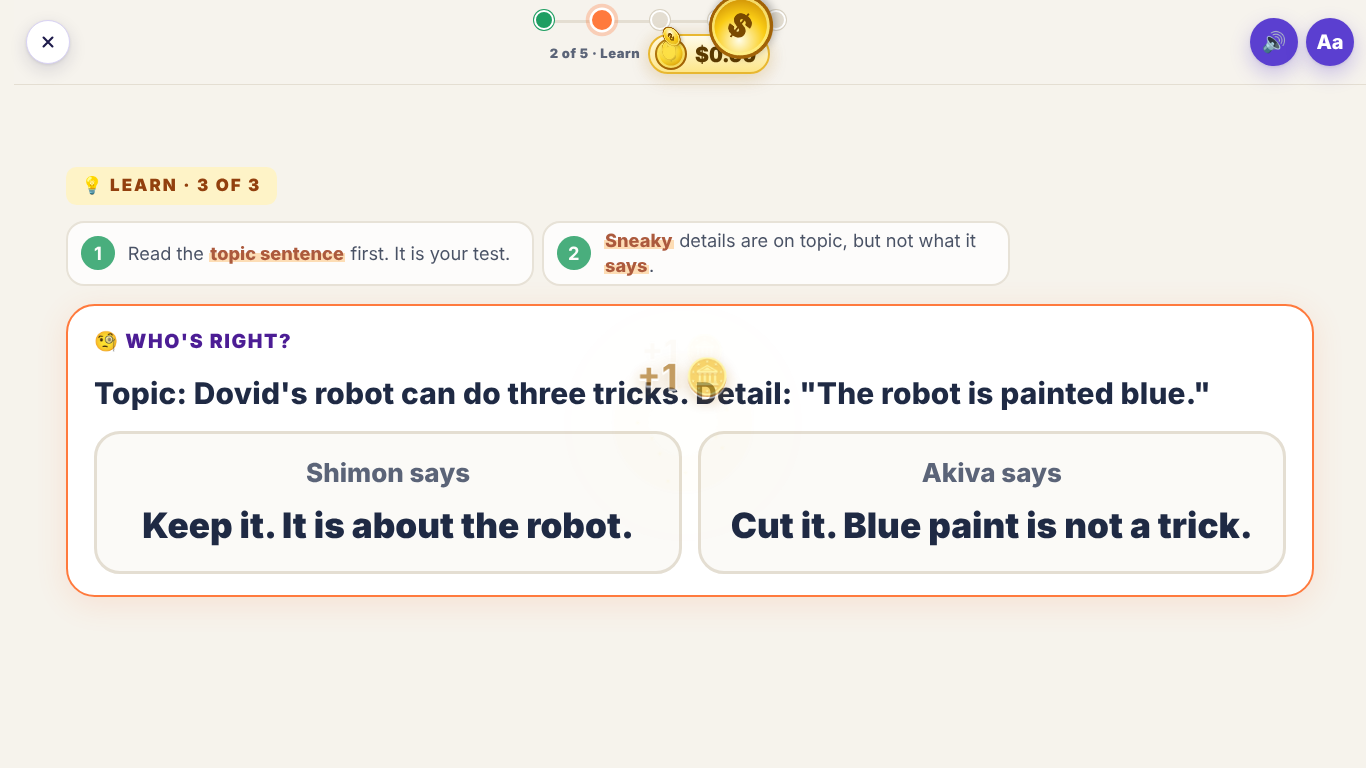 2 of 5 · Learn
Aa
💡 LEARN · 3 OF 3
1 Read the topic sentence first. It is your test.
2 Sneaky details are on topic, but not what it
says.
🧐 WHO'S RIGHT?
+1
Topic: Dovid's robot can do three tricks. Detail: "The robot is painted blue."
Shimon says
Keep it. It is about the robot.
Akiva says
Cut it. Blue paint is not a trick.